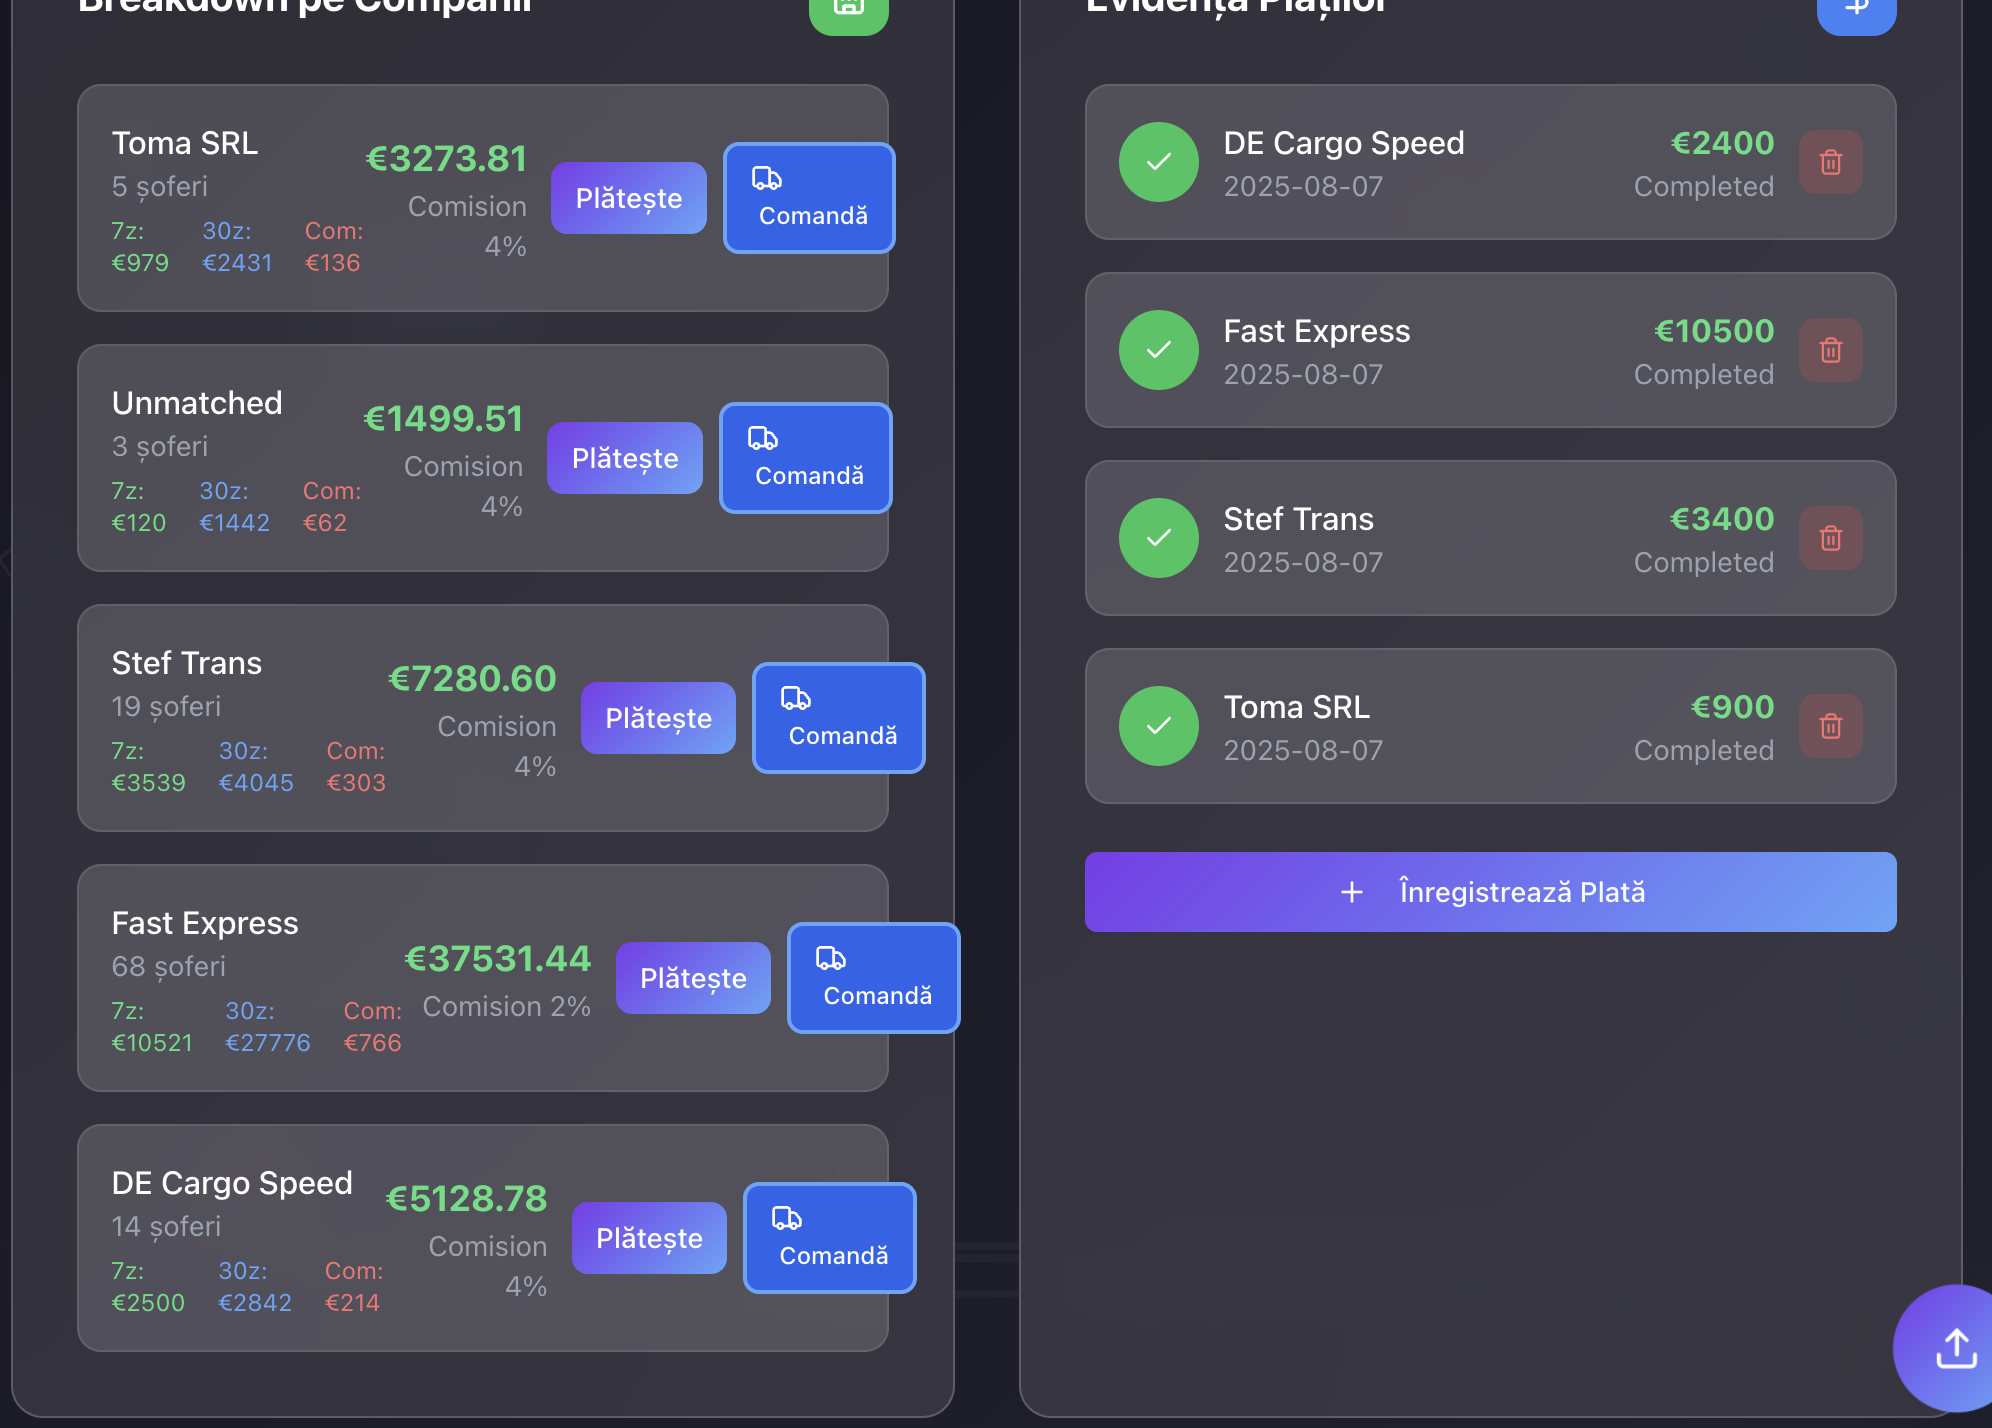 Breakdown pe Companii
Toma SRL
5 șoferi
7z:
€979
30z:
€2431
Com:
€136
€3273.81
Comision
4%
Plătește
Comandă
Unmatched
3 șoferi
7z:
€120
30z:
€1442
Com:
€62
€1499.51
Comision
4%
Plătește
Comandă
Stef Trans
19 șoferi
7z:
€3539
30z:
€4045
Com:
€303
€7280.60
Comision
4%
Plătește
Comandă
Fast Express
68 șoferi
7z:
€10521
30z:
€27776
Com:
€766
€37531.44
Comision 2%
Plătește
Comandă
DE Cargo Speed
14 șoferi
7z:
€2500
30z:
€2842
Com:
€214
€5128.78
Comision
4%
Plătește
Comandă
Evidența Plăților
DE Cargo Speed
2025-08-07
€2400
Completed
Fast Express
2025-08-07
€10500
Completed
Stef Trans
2025-08-07
€3400
Completed
Toma SRL
2025-08-07
€900
Completed
Înregistrează Plată